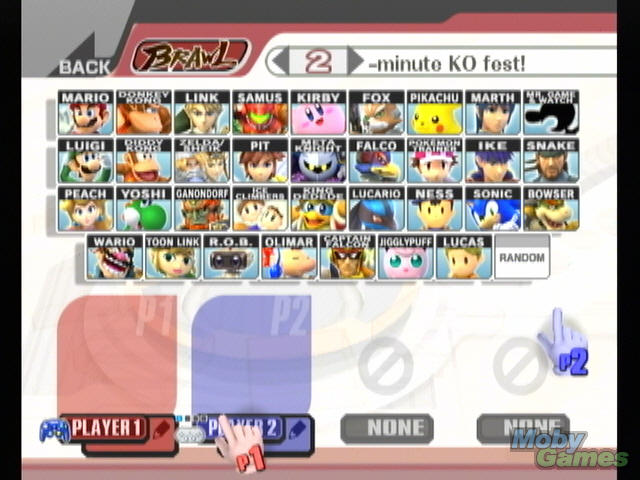 BACK
BRAWL
2 -minute KO fest!
MARIO DONKEY KONG LINK SAMUS KIRBY FOX PIKACHU MARTH MR. GAME & WATCH
LUIGI DIDDY KONG ZELDA/SHEIK PIT META KNIGHT FALCO POKÉMON TRAINER IKE SNAKE
PEACH YOSHI GANONDORF ICE CLIMBERS KING DEDEDE LUCARIO NESS SONIC BOWSER
WARIO TOON LINK R.O.B. OLIMAR CAPTAIN FALCON JIGGLYPUFF LUCAS RANDOM
P1 P2
P2
PLAYER 1 PLAYER 2 NONE NONE
P1
Moby Games